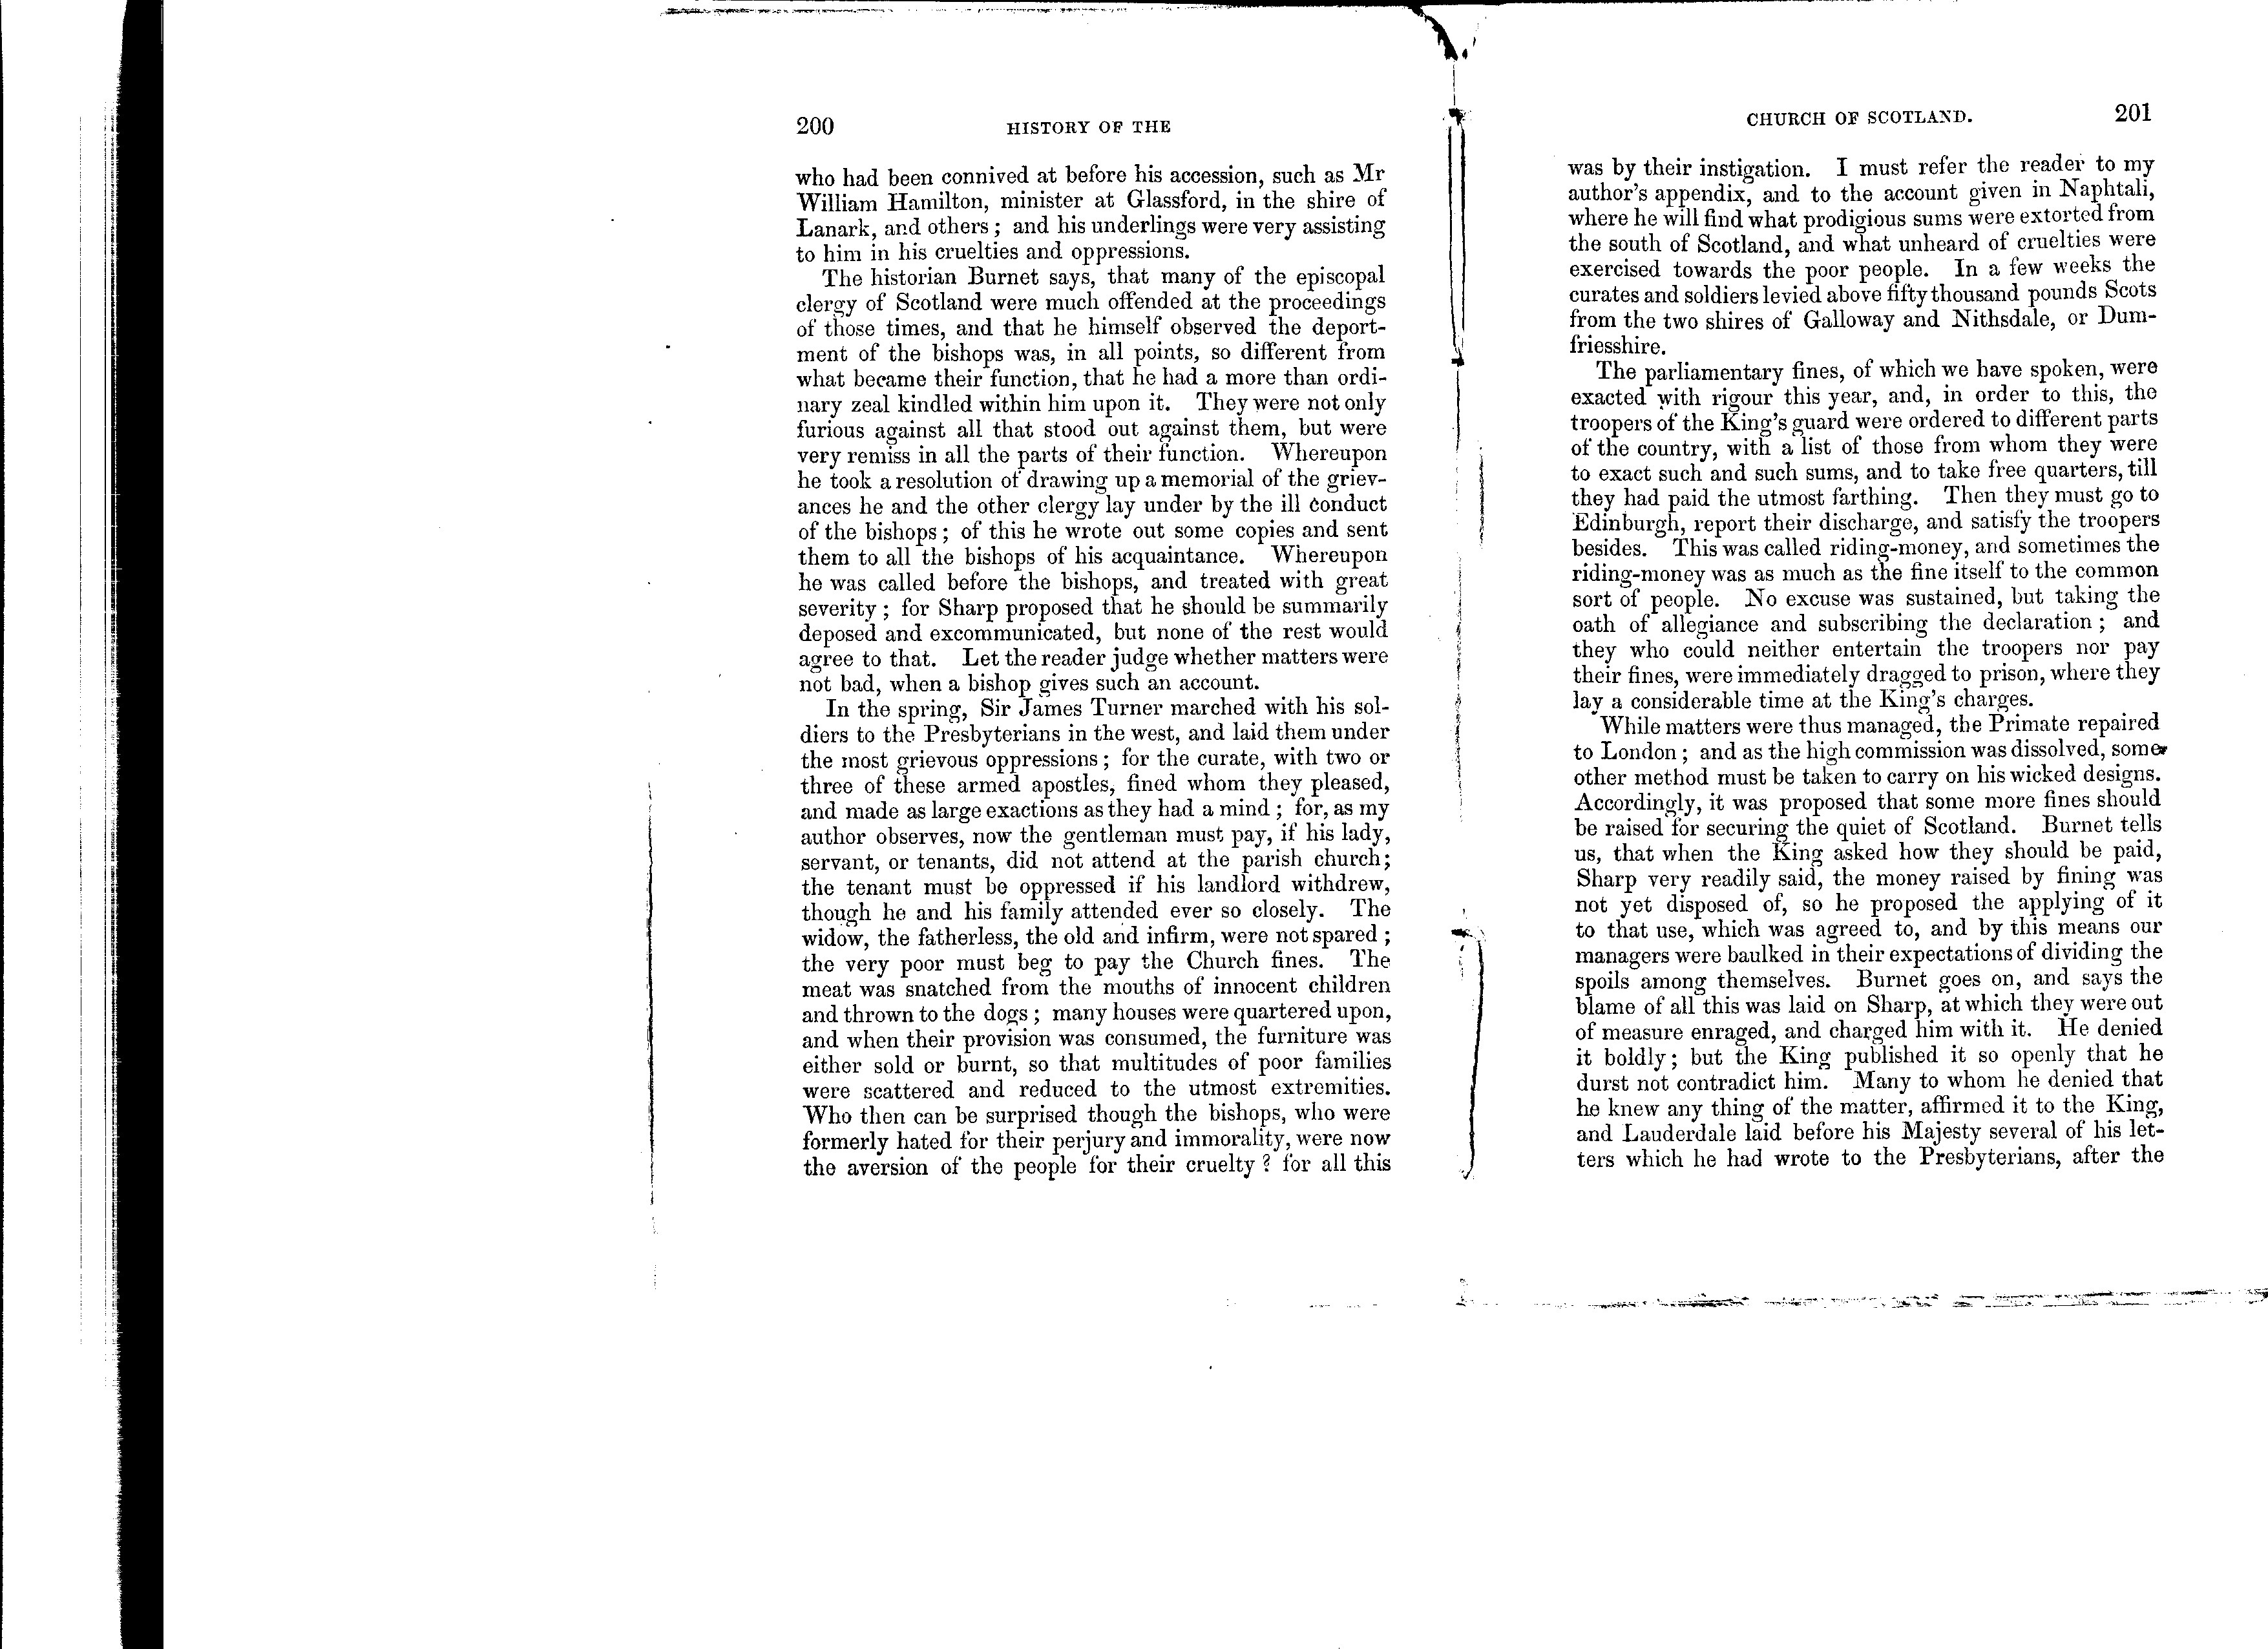 200 HISTORY OF THE
who had been connived at before his accession, such as Mr
William Hamilton, minister at Glassford, in the shire of
Lanark, and others ; and his underlings were very assisting
to him in his cruelties and oppressions.
The historian Burnet says, that many of the episcopal
clergy of Scotland were much offended at the proceedings
of those times, and that he himself observed the deport-
ment of the bishops was, in all points, so different from
what became their function, that he had a more than ordi-
nary zeal kindled within him upon it. They were not only
furious against all that stood out against them, but were
very remiss in all the parts of their function. Whereupon
he took a resolution of drawing up a memorial of the griev-
ances he and the other clergy lay under by the ill conduct
of the bishops ; of this he wrote out some copies and sent
them to all the bishops of his acquaintance. Whereupon
he was called before the bishops, and treated with great
severity ; for Sharp proposed that he should be summarily
deposed and excommunicated, but none of the rest would
agree to that. Let the reader judge whether matters were
not bad, when a bishop gives such an account.
In the spring, Sir James Turner marched with his sol-
diers to the Presbyterians in the west, and laid them under
the most grievous oppressions ; for the curate, with two or
three of these armed apostles, fined whom they pleased,
and made as large exactions as they had a mind ; for, as my
author observes, now the gentleman must pay, if his lady,
servant, or tenants, did not attend at the parish church;
the tenant must be oppressed if his landlord withdrew,
though he and his family attended ever so closely. The
widow, the fatherless, the old and infirm, were not spared ;
the very poor must beg to pay the Church fines. The
meat was snatched from the mouths of innocent children
and thrown to the dogs ; many houses were quartered upon,
and when their provision was consumed, the furniture was
either sold or burnt, so that multitudes of poor families
were scattered and reduced to the utmost extremities.
Who then can be surprised though the bishops, who were
formerly hated for their perjury and immorality, were now
the aversion of the people for their cruelty ? for all this
CHURCH OF SCOTLAND. 201
was by their instigation. I must refer the reader to my
author's appendix, and to the account given in Naphtali,
where he will find what prodigious sums were extorted from
the south of Scotland, and what unheard of cruelties were
exercised towards the poor people. In a few weeks the
curates and soldiers levied above fifty thousand pounds Scots
from the two shires of Galloway and Nithsdale, or Dum-
friesshire.
The parliamentary fines, of which we have spoken, were
exacted with rigour this year, and, in order to this, the
troopers of the King's guard were ordered to different parts
of the country, with a list of those from whom they were
to exact such and such sums, and to take free quarters, till
they had paid the utmost farthing. Then they must go to
Edinburgh, report their discharge, and satisfy the troopers
besides. This was called riding-money, and sometimes the
riding-money was as much as the fine itself to the common
sort of people. No excuse was sustained, but taking the
oath of allegiance and subscribing the declaration ; and
they who could neither entertain the troopers nor pay
their fines, were immediately dragged to prison, where they
lay a considerable time at the King's charges.
While matters were thus managed, the Primate repaired
to London ; and as the high commission was dissolved, some
other method must be taken to carry on his wicked designs.
Accordingly, it was proposed that some more fines should
be raised for securing the quiet of Scotland. Burnet tells
us, that when the King asked how they should be paid,
Sharp very readily said, the money raised by fining was
not yet disposed of, so he proposed the applying of it
to that use, which was agreed to, and by this means our
managers were baulked in their expectations of dividing the
spoils among themselves. Burnet goes on, and says the
blame of all this was laid on Sharp, at which they were out
of measure enraged, and charged him with it. He denied
it boldly ; but the King published it so openly that he
durst not contradict him. Many to whom he denied that
he knew any thing of the matter, affirmed it to the King,
and Lauderdale laid before his Majesty several of his let-
ters which he had wrote to the Presbyterians, after the